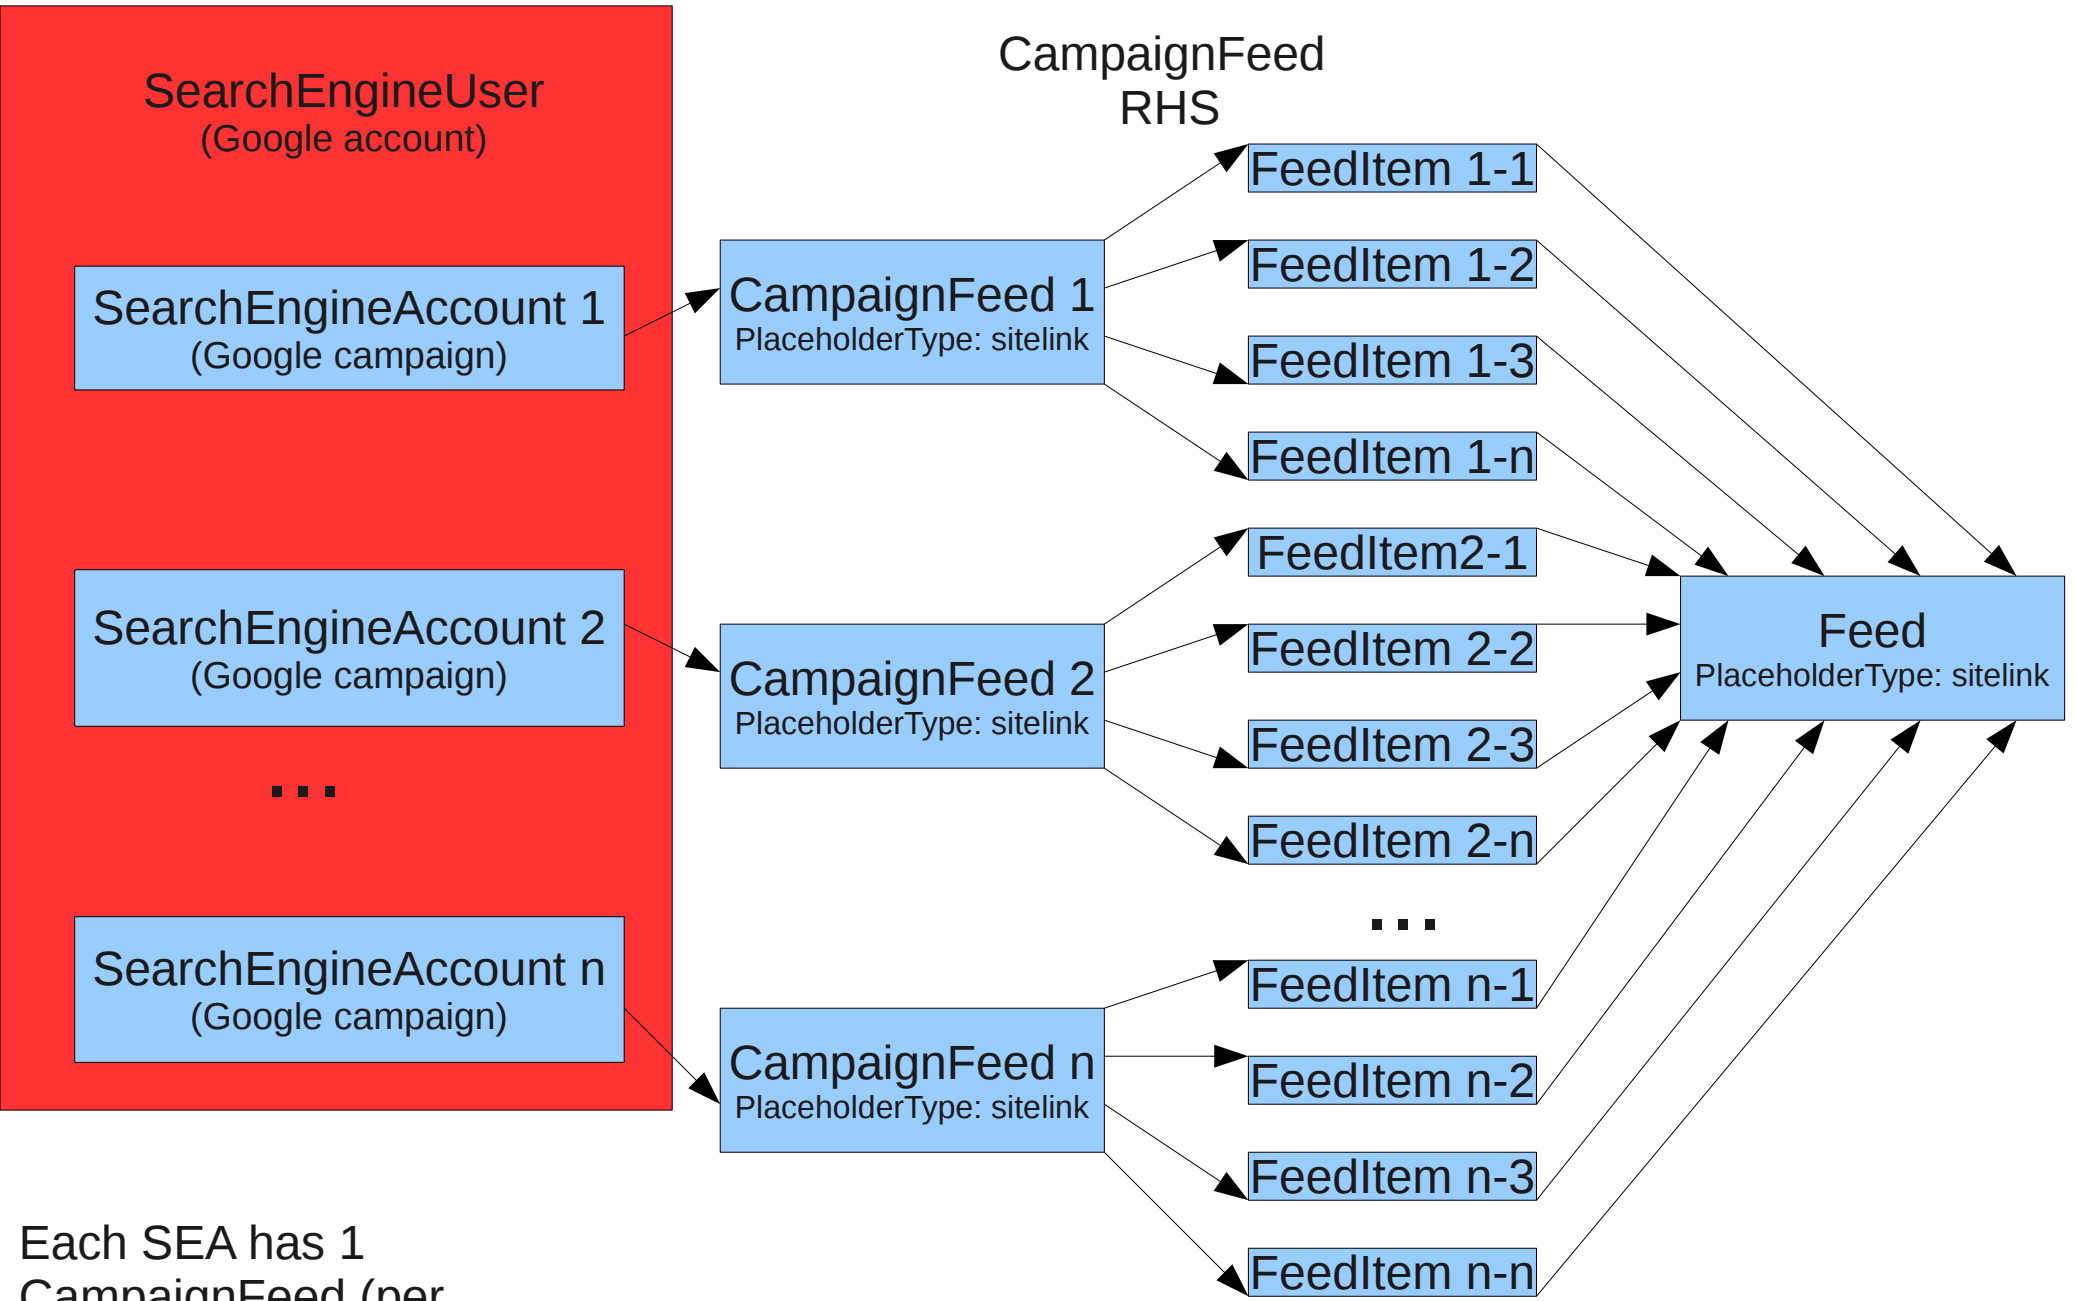 SearchEngineUser
(Google account)
SearchEngineAccount 1
(Google campaign)
SearchEngineAccount 2
(Google campaign)
...
SearchEngineAccount n
(Google campaign)
Each SEA has 1
CampaignFeed (per
CampaignFeed
RHS
CampaignFeed 1
PlaceholderType: sitelink
CampaignFeed 2
PlaceholderType: sitelink
CampaignFeed n
PlaceholderType: sitelink
FeedItem 1-1
FeedItem 1-2
FeedItem 1-3
FeedItem 1-n
FeedItem2-1
FeedItem 2-2
FeedItem 2-3
FeedItem 2-n
...
FeedItem n-1
FeedItem n-2
FeedItem n-3
FeedItem n-n
Feed
PlaceholderType: sitelink